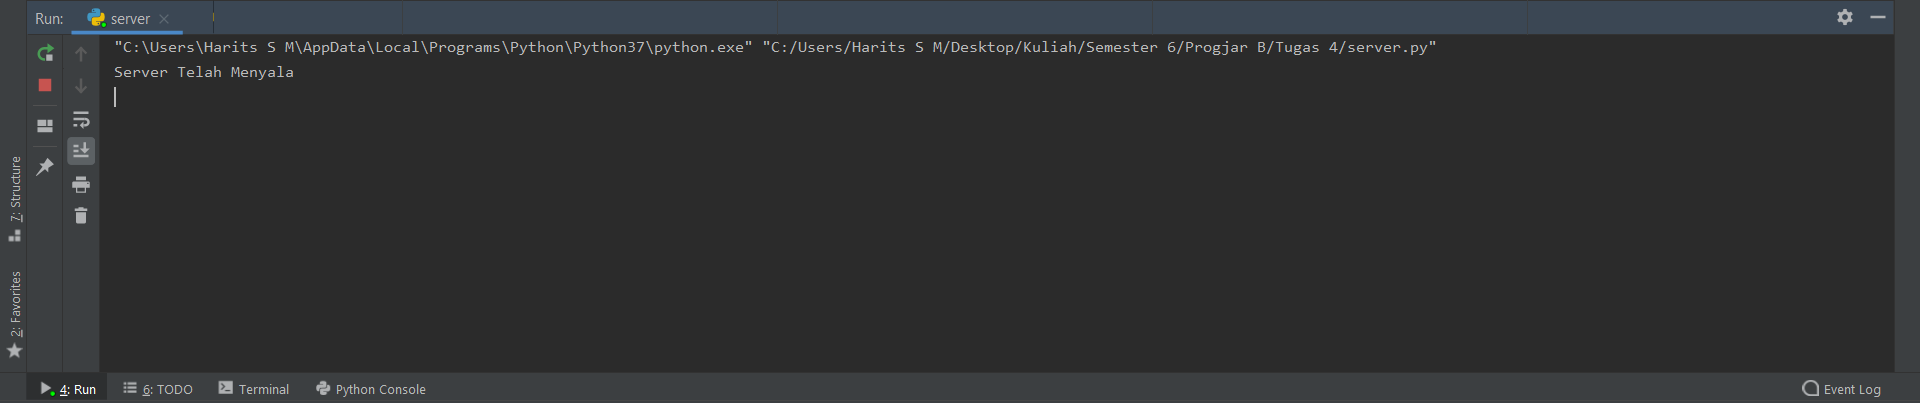 Run: server
"C:\Users\Harits S M\AppData\Local\Programs\Python\Python37\python.exe" "C:/Users/Harits S M/Desktop/Kuliah/Semester 6/Progjar B/Tugas 4/server.py"
Server Telah Menyala
7: Structure
2: Favorites
4: Run 6: TODO Terminal Python Console Event Log